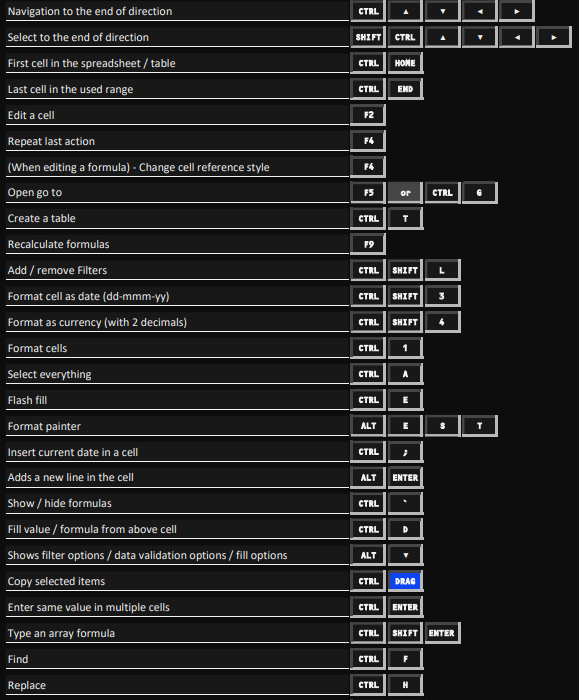 Navigation to the end of direction CTRL ▲ ▼ ◄ ►
Select to the end of direction SHIFT CTRL ▲ ▼ ◄ ►
First cell in the spreadsheet / table CTRL HOME
Last cell in the used range CTRL END
Edit a cell F2
Repeat last action F4
(When editing a formula) - Change cell reference style F4
Open go to F5 or CTRL G
Create a table CTRL T
Recalculate formulas F9
Add / remove Filters CTRL SHIFT L
Format cell as date (dd-mmm-yy) CTRL SHIFT 3
Format as currency (with 2 decimals) CTRL SHIFT 4
Format cells CTRL 1
Select everything CTRL A
Flash fill CTRL E
Format painter ALT E S T
Insert current date in a cell CTRL ;
Adds a new line in the cell ALT ENTER
Show / hide formulas CTRL `
Fill value / formula from above cell CTRL D
Shows filter options / data validation options / fill options ALT ▼
Copy selected items CTRL DRAG
Enter same value in multiple cells CTRL ENTER
Type an array formula CTRL SHIFT ENTER
Find CTRL F
Replace CTRL H